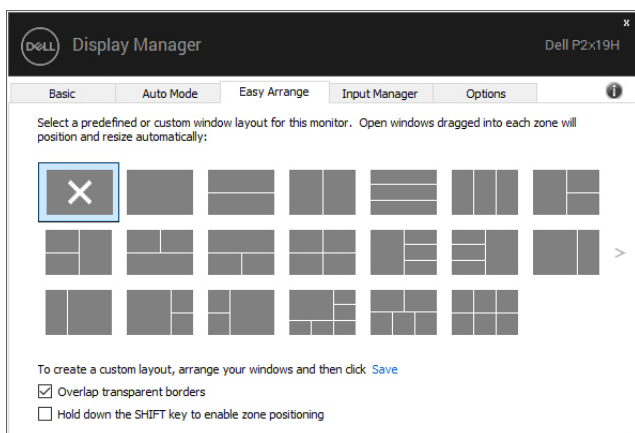 x
DELL Display Manager Dell P2x19H
Basic Auto Mode Easy Arrange Input Manager Options i
Select a predefined or custom window layout for this monitor. Open windows dragged into each zone will
position and resize automatically:
>
To create a custom layout, arrange your windows and then click Save
Overlap transparent borders
Hold down the SHIFT key to enable zone positioning